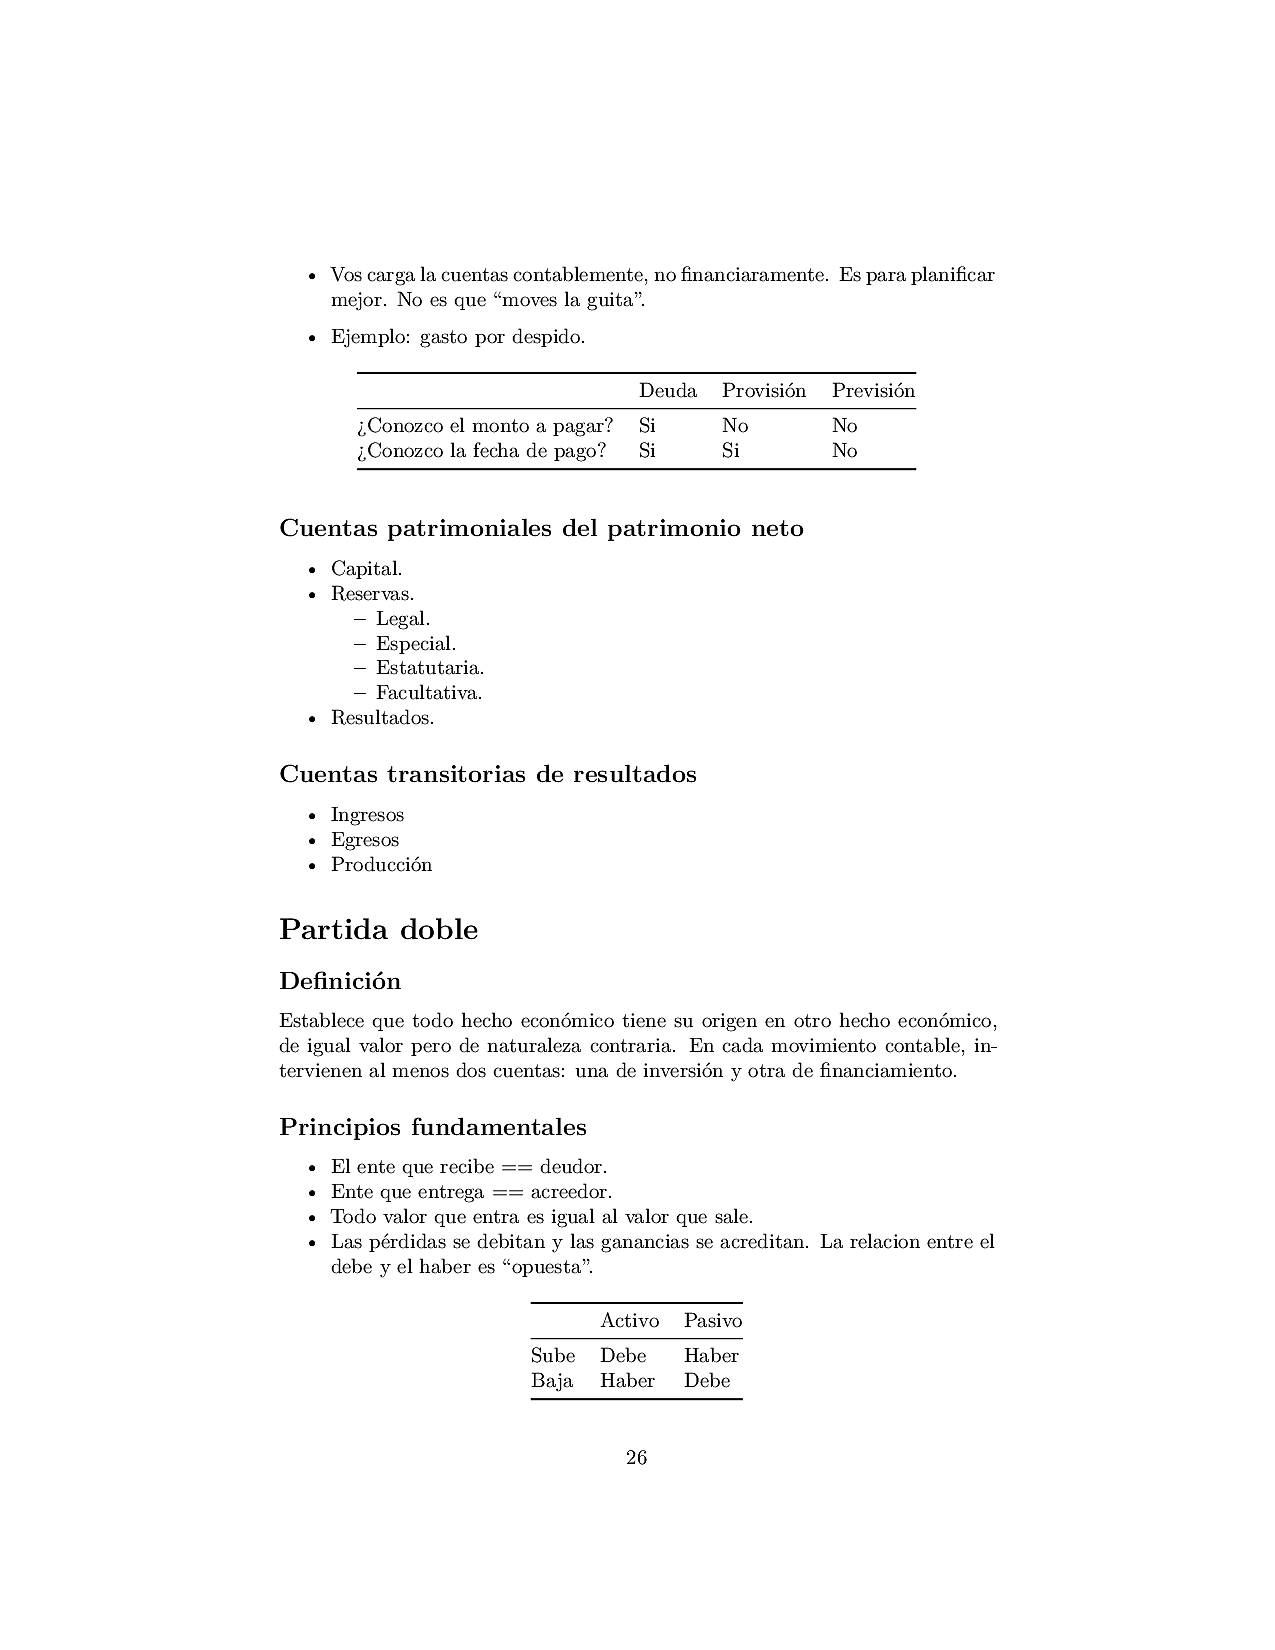 • Vos carga la cuentas contablemente, no financiaramente. Es para planificar
mejor. No es que “moves la guita”.
• Ejemplo: gasto por despido.
Deuda Provisión Previsión
¿Conozco el monto a pagar? Si No No
¿Conozco la fecha de pago? Si Si No
Cuentas patrimoniales del patrimonio neto
• Capital.
• Reservas.
– Legal.
– Especial.
– Estatutaria.
– Facultativa.
• Resultados.
Cuentas transitorias de resultados
• Ingresos
• Egresos
• Producción
Partida doble
Definición
Establece que todo hecho económico tiene su origen en otro hecho económico,
de igual valor pero de naturaleza contraria. En cada movimiento contable, in-
tervienen al menos dos cuentas: una de inversión y otra de financiamiento.
Principios fundamentales
• El ente que recibe == deudor.
• Ente que entrega == acreedor.
• Todo valor que entra es igual al valor que sale.
• Las pérdidas se debitan y las ganancias se acreditan. La relacion entre el
debe y el haber es “opuesta”.
Activo Pasivo
Sube Debe Haber
Baja Haber Debe
26